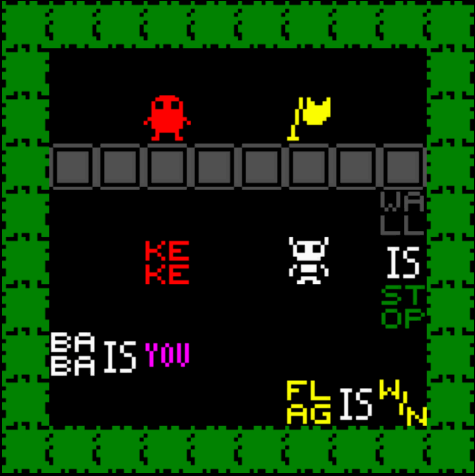 WALL
IS
STOP
KEKE
BABA IS YOU
FLAG IS WIN